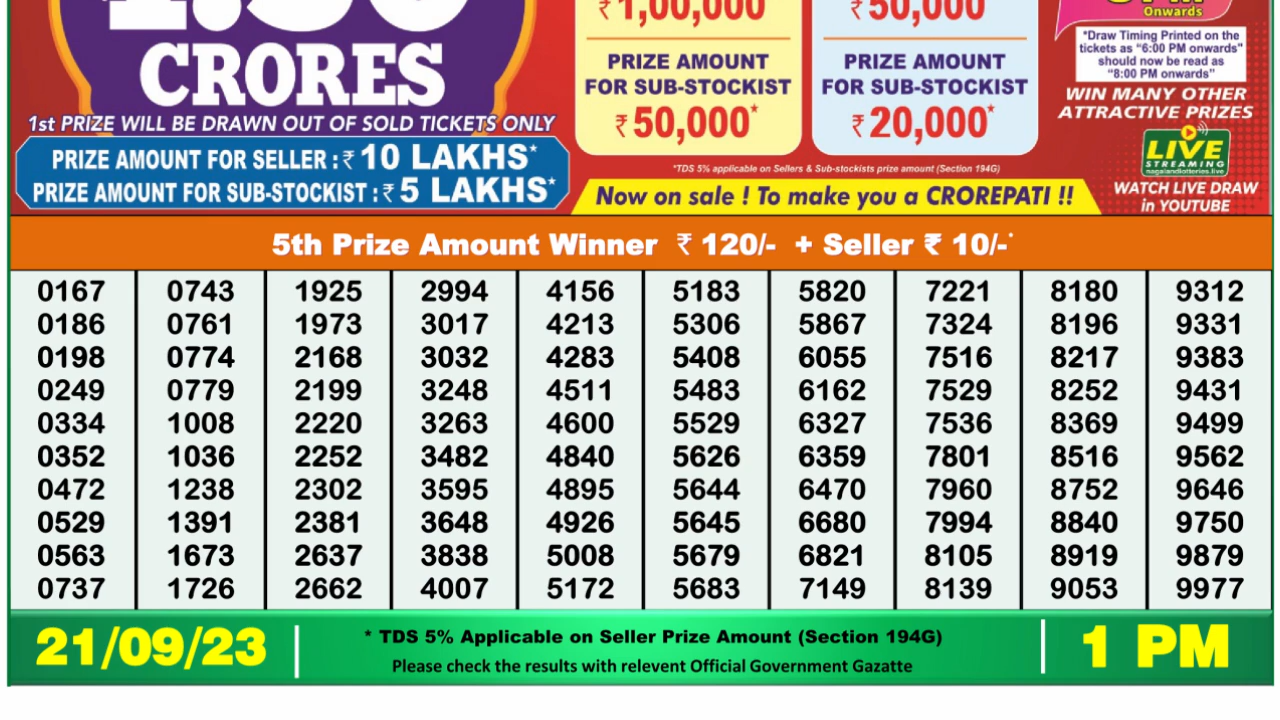 CRORES
1st PRIZE WILL BE DRAWN OUT OF SOLD TICKETS ONLY
PRIZE AMOUNT FOR SELLER : ₹ 10 LAKHS*
PRIZE AMOUNT FOR SUB-STOCKIST : ₹ 5 LAKHS*
₹ 1,00,000*
PRIZE AMOUNT
FOR SUB-STOCKIST
₹ 50,000*
₹ 50,000*
PRIZE AMOUNT
FOR SUB-STOCKIST
₹ 20,000*
*TDS 5% applicable on Sellers & Sub-stockists prize amount (Section 194G)
Now on sale ! To make you a CROREPATI !!
Onwards
*Draw Timing Printed on the
tickets as "6:00 PM onwards"
should now be read as
"8:00 PM onwards"
WIN MANY OTHER
ATTRACTIVE PRIZES
LIVE
STREAMING
nagalandlotteries.live
WATCH LIVE DRAW
in YOUTUBE
5th Prize Amount Winner ₹ 120/- + Seller ₹ 10/-*
0167 0743 1925 2994 4156 5183 5820 7221 8180 9312
0186 0761 1973 3017 4213 5306 5867 7324 8196 9331
0198 0774 2168 3032 4283 5408 6055 7516 8217 9383
0249 0779 2199 3248 4511 5483 6162 7529 8252 9431
0334 1008 2220 3263 4600 5529 6327 7536 8369 9499
0352 1036 2252 3482 4840 5626 6359 7801 8516 9562
0472 1238 2302 3595 4895 5644 6470 7960 8752 9646
0529 1391 2381 3648 4926 5645 6680 7994 8840 9750
0563 1673 2637 3838 5008 5679 6821 8105 8919 9879
0737 1726 2662 4007 5172 5683 7149 8139 9053 9977
21/09/23
* TDS 5% Applicable on Seller Prize Amount (Section 194G)
Please check the results with relevent Official Government Gazatte
1 PM